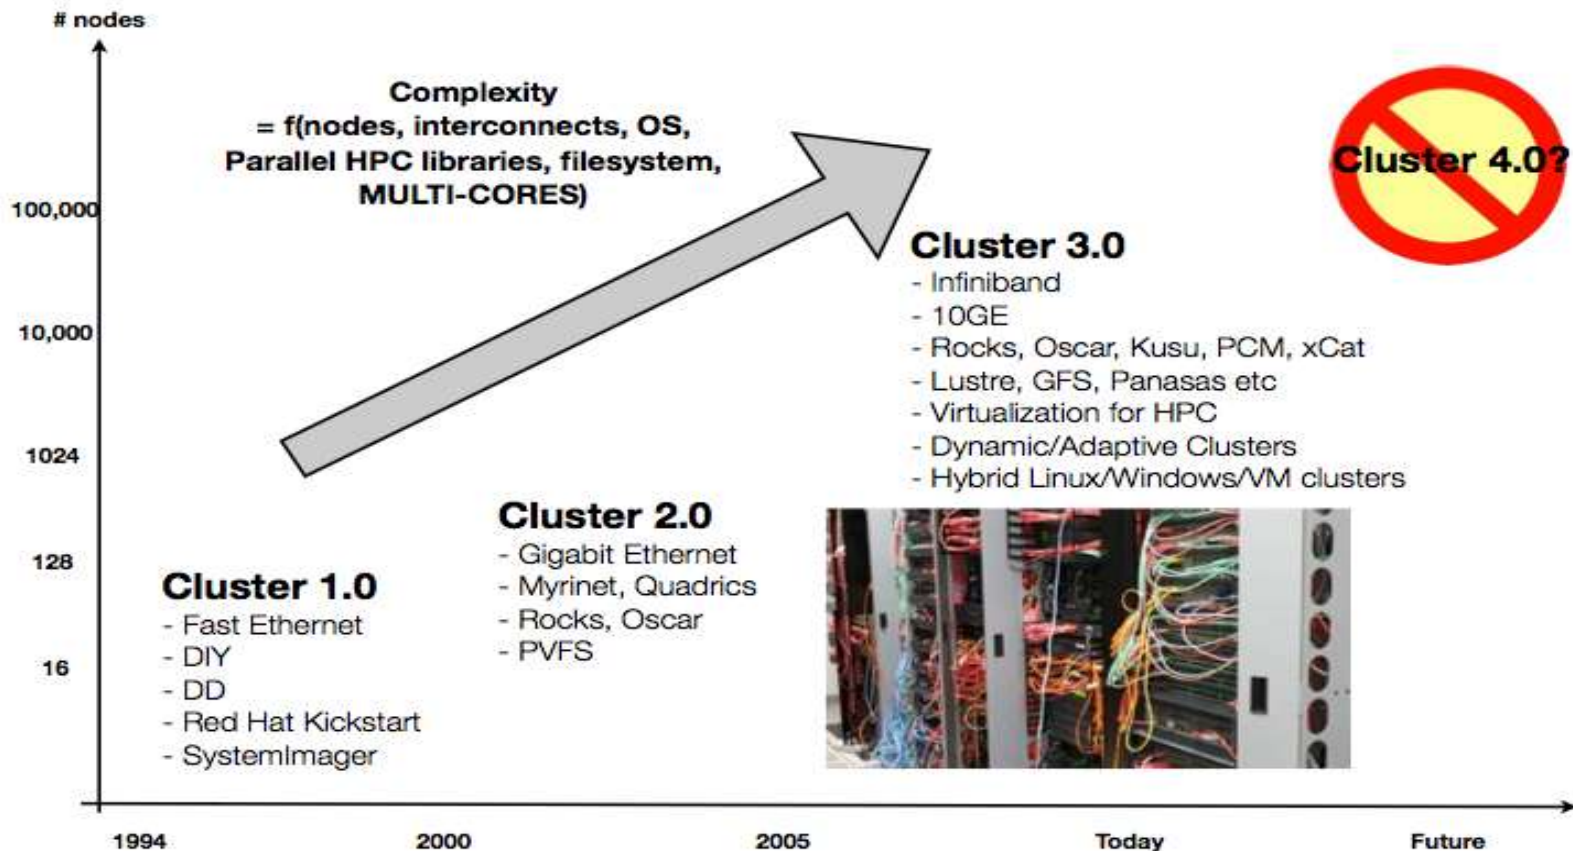 # nodes
Complexity
= f(nodes, interconnects, OS,
Parallel HPC libraries, filesystem,
MULTI-CORES)
Cluster 4.0?
100,000
10,000
1024
128
16
Cluster 3.0
- Infiniband
- 10GE
- Rocks, Oscar, Kusu, PCM, xCat
- Lustre, GFS, Panasas etc
- Virtualization for HPC
- Dynamic/Adaptive Clusters
- Hybrid Linux/Windows/VM clusters
Cluster 2.0
- Gigabit Ethernet
- Myrinet, Quadrics
- Rocks, Oscar
- PVFS
Cluster 1.0
- Fast Ethernet
- DIY
- DD
- Red Hat Kickstart
- SystemImager
1994 2000 2005 Today Future